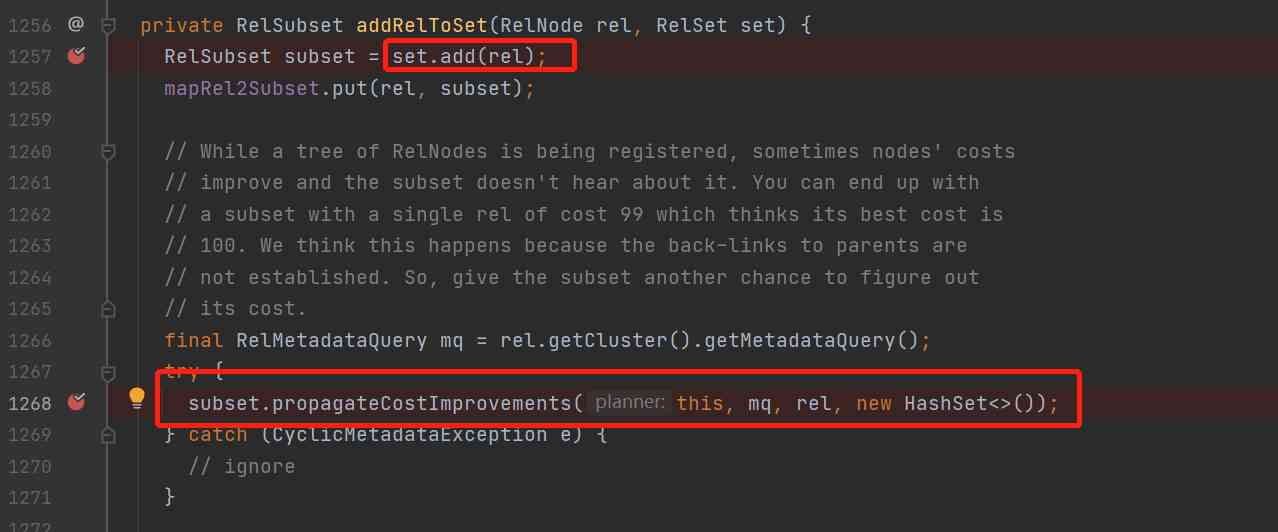 1256 @ private RelSubset addRelToSet(RelNode rel, RelSet set) {
1257 RelSubset subset = set.add(rel);
1258 mapRel2Subset.put(rel, subset);
1259
1260 // While a tree of RelNodes is being registered, sometimes nodes' costs
1261 // improve and the subset doesn't hear about it. You can end up with
1262 // a subset with a single rel of cost 99 which thinks its best cost is
1263 // 100. We think this happens because the back-links to parents are
1264 // not established. So, give the subset another chance to figure out
1265 // its cost.
1266 final RelMetadataQuery mq = rel.getCluster().getMetadataQuery();
1267 try {
1268 subset.propagateCostImprovements( planner: this, mq, rel, new HashSet<>());
1269 } catch (CyclicMetadataException e) {
1270 // ignore
1271 }
1272